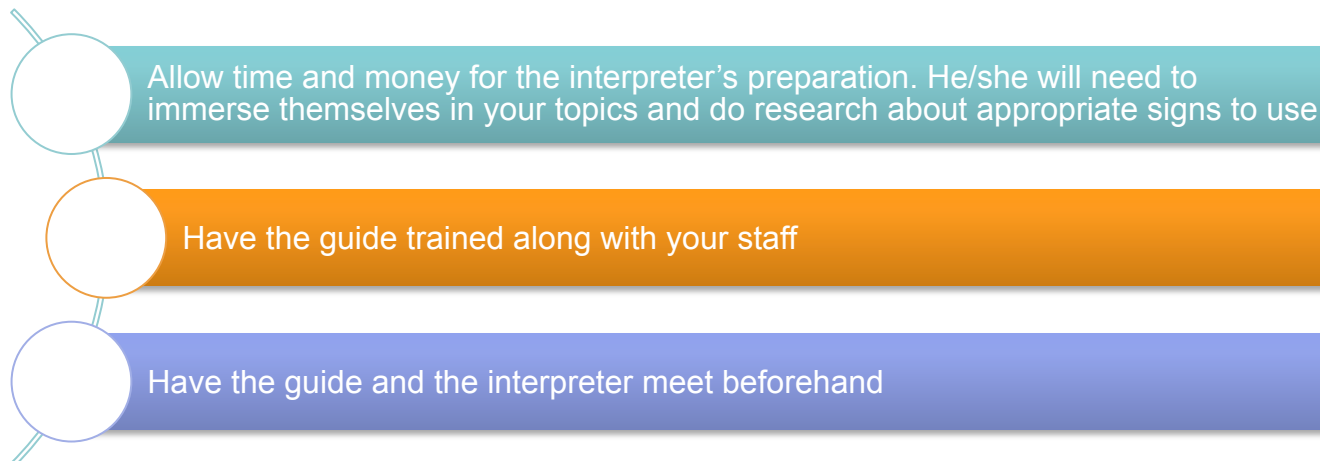 Allow time and money for the interpreter’s preparation. He/she will need to
immerse themselves in your topics and do research about appropriate signs to use
Have the guide trained along with your staff
Have the guide and the interpreter meet beforehand